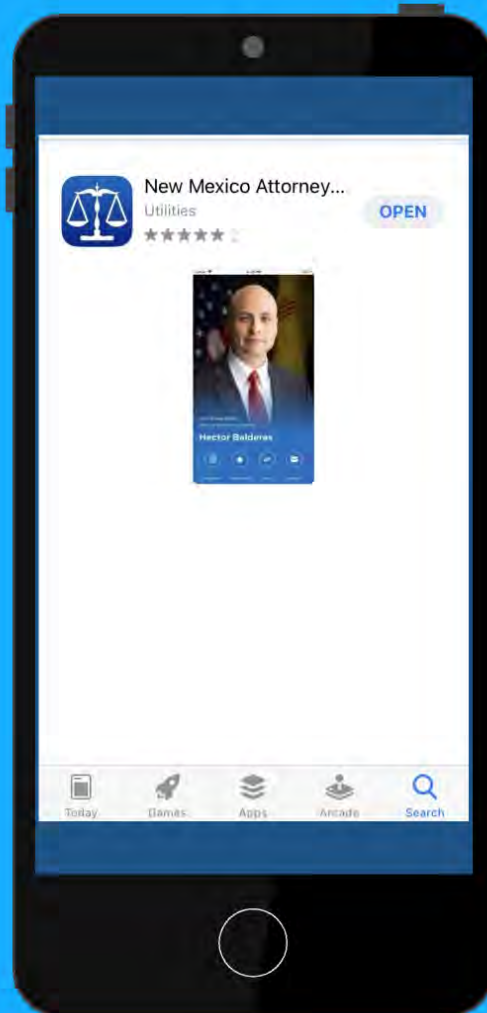 New Mexico Attorney...
Utilities
OPEN
Hector Balderas
Today
Games
Apps
Arcade
Search